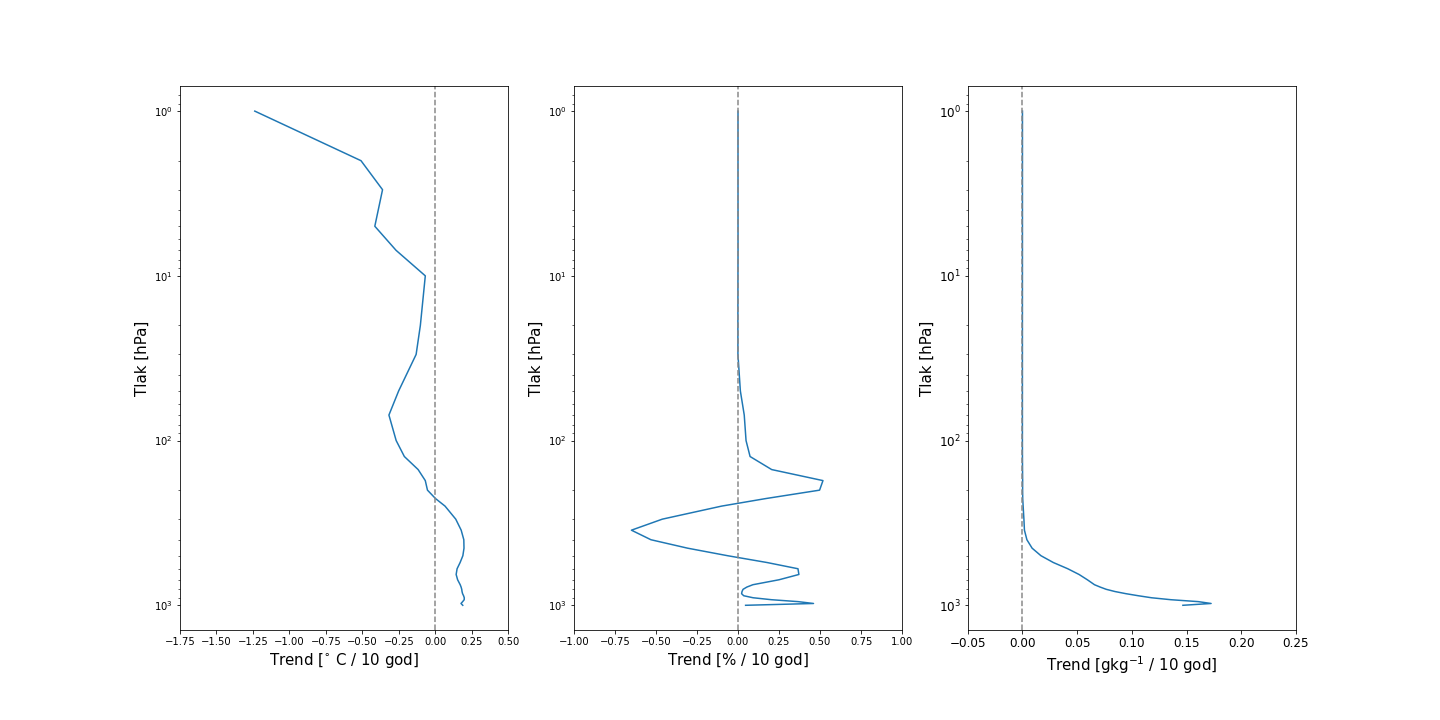 10⁰
10¹
10²
10³
Tlak [hPa]
−1.75 −1.50 −1.25 −1.00 −0.75 −0.50 −0.25 0.00 0.25 0.50
Trend [° C / 10 god]
10⁰
10¹
10²
10³
Tlak [hPa]
−1.00 −0.75 −0.50 −0.25 0.00 0.25 0.50 0.75 1.00
Trend [% / 10 god]
10⁰
10¹
10²
10³
Tlak [hPa]
−0.05 0.00 0.05 0.10 0.15 0.20 0.25
Trend [gkg⁻¹ / 10 god]